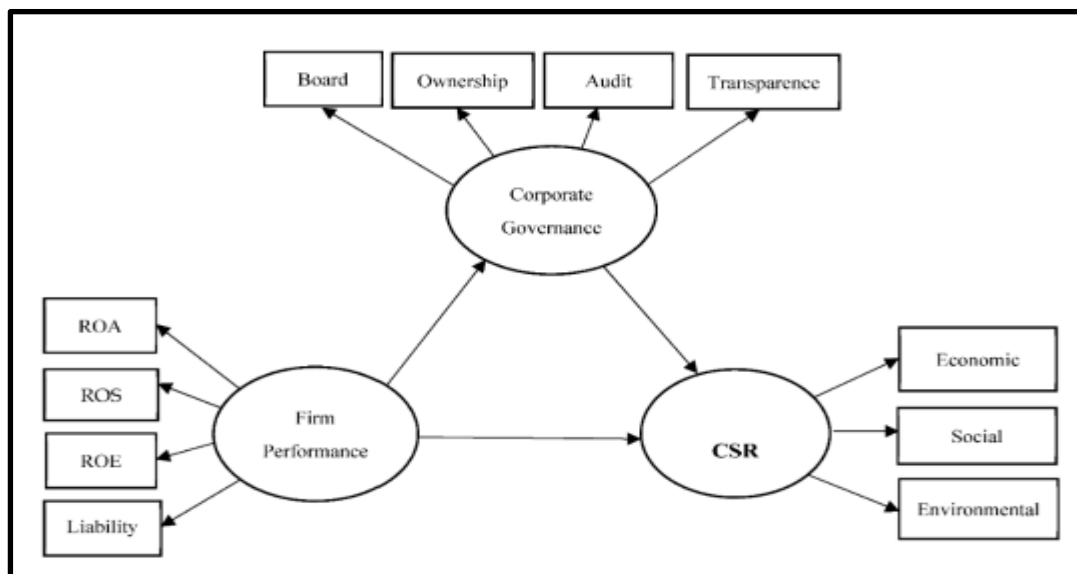 Board
Ownership
Audit
Transparence
Corporate
Governance
ROA
ROS
ROE
Liability
Firm
Performance
CSR
Economic
Social
Environmental